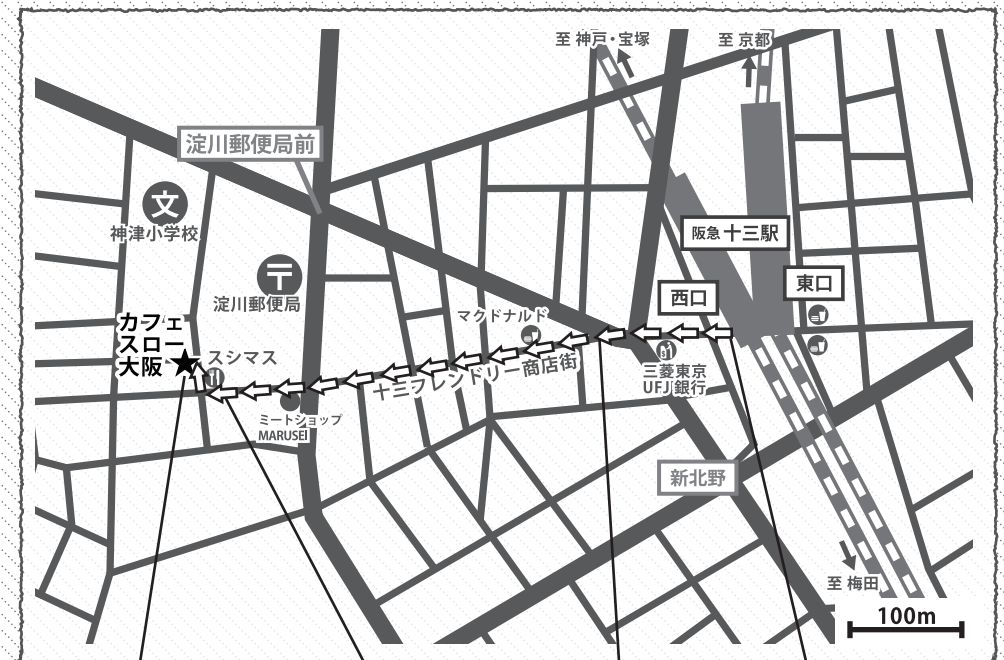 至 神戸・宝塚
至 京都
淀川郵便局前
文
神津小学校
阪急 十三駅
〒
淀川郵便局
西口
東口
カフェ
スロー
大阪
スシマス
マクドナルド
十三フレンドリー商店街
三菱東京
UFJ 銀行
ミートショップ
MARUSEI
新北野
至 梅田
100m